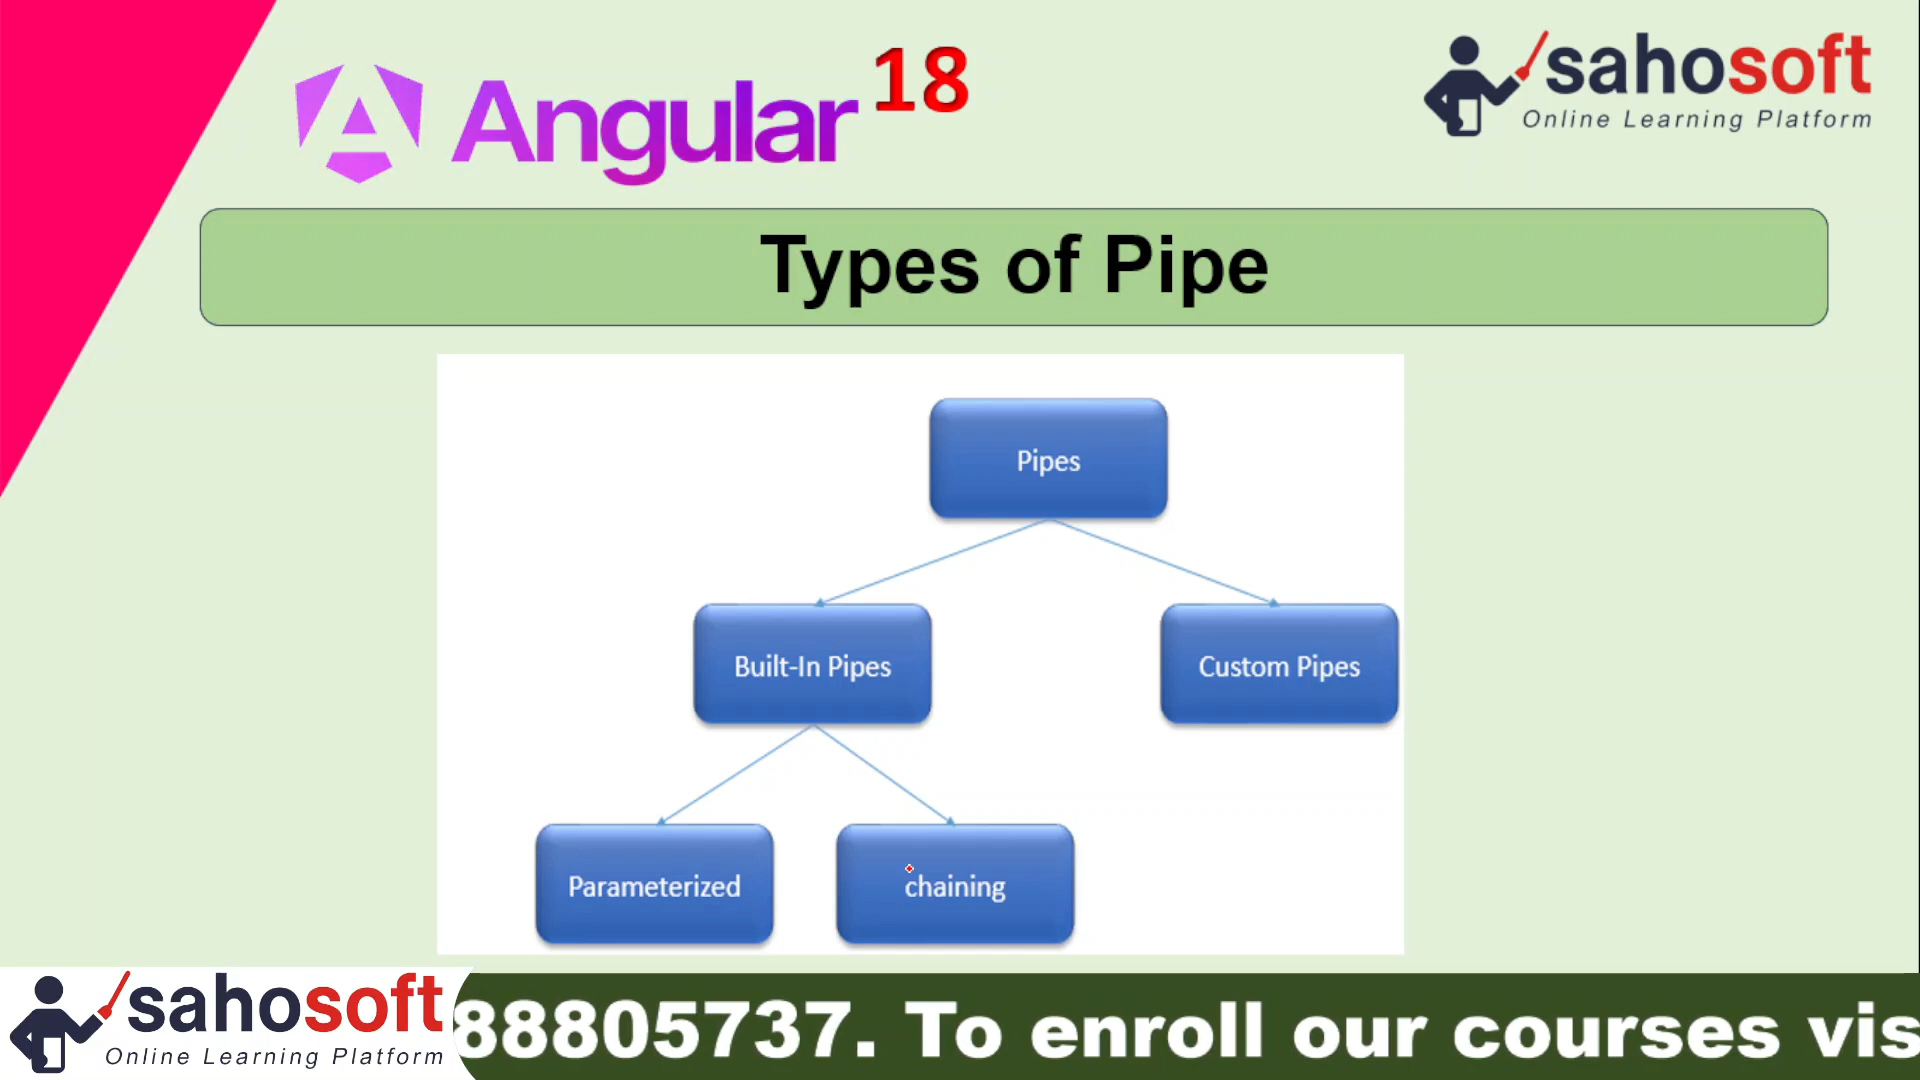 Angular 18
sahosoft
Online Learning Platform
Types of Pipe
Pipes
Built-In Pipes
Custom Pipes
Parameterized
chaining
sahosoft
Online Learning Platform
88805737. To enroll our courses vis